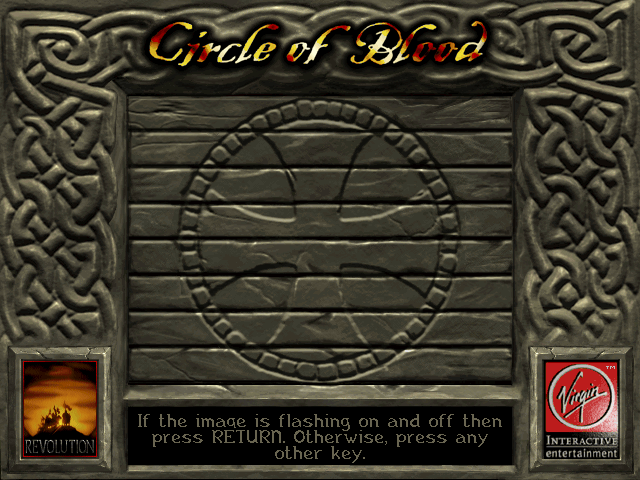 Circle of Blood
If the image is flashing on and off then
press RETURN. Otherwise, press any
other key.
REVOLUTION
Virgin
TM
INTERACTIVE
entertainment